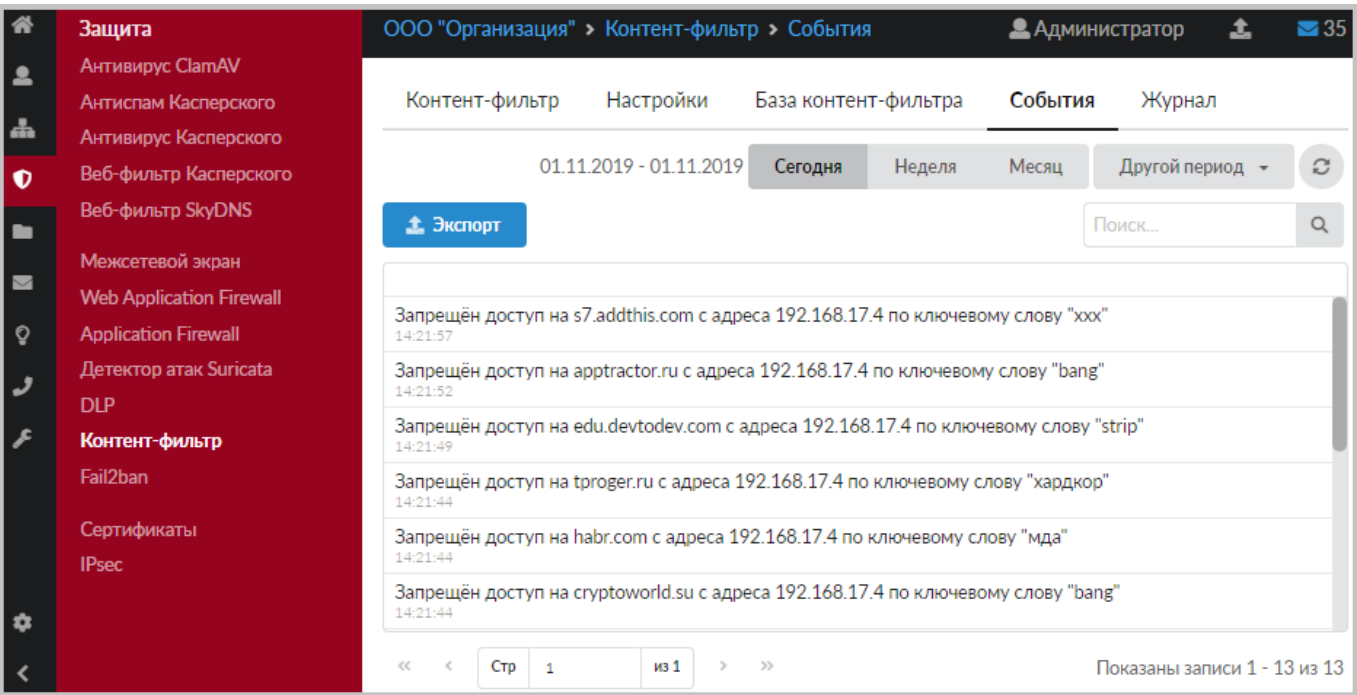 Защита
Антивирус ClamAV
Антиспам Касперского
Антивирус Касперского
Веб-фильтр Касперского
Веб-фильтр SkyDNS
Межсетевой экран
Web Application Firewall
Application Firewall
Детектор атак Suricata
DLP
Контент-фильтр
Fail2ban
Сертификаты
IPsec
ООО "Организация" > Контент-фильтр > События Администратор 35
Контент-фильтр Настройки База контент-фильтра События Журнал
01.11.2019 - 01.11.2019 Сегодня Неделя Месяц Другой период
Экспорт Поиск...
Запрещён доступ на s7.addthis.com с адреса 192.168.17.4 по ключевому слову "xxx"
14:21:57
Запрещён доступ на apptractor.ru с адреса 192.168.17.4 по ключевому слову "bang"
14:21:52
Запрещён доступ на edu.devtodev.com с адреса 192.168.17.4 по ключевому слову "strip"
14:21:49
Запрещён доступ на tproger.ru с адреса 192.168.17.4 по ключевому слову "хардкор"
14:21:44
Запрещён доступ на habr.com с адреса 192.168.17.4 по ключевому слову "мда"
14:21:44
Запрещён доступ на cryptoworld.su с адреса 192.168.17.4 по ключевому слову "bang"
14:21:44
« ‹ Стр 1 из 1 › » Показаны записи 1 - 13 из 13